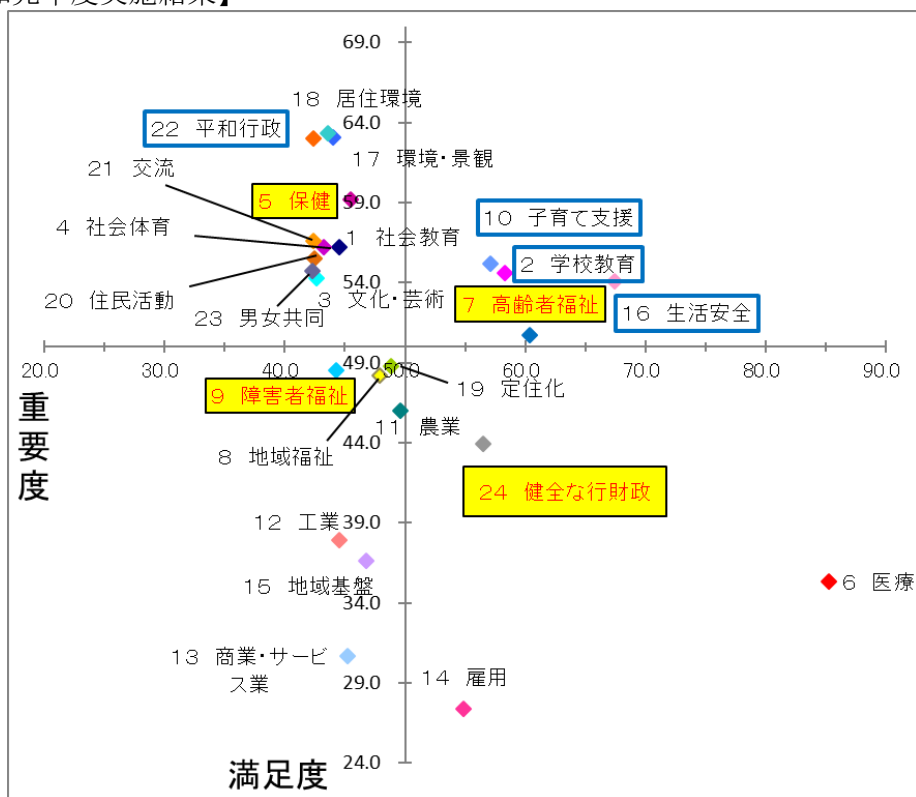 元年度実施結果】
69.0
18 居住環境
64.0
22 平和行政
21 交流
17 環境・景観
5 保健
59.0
10 子育て支援
4 社会体育
1 社会教育
2 学校教育
54.0
20 住民活動
3 文化・芸術
7 高齢者福祉
16 生活安全
23 男女共同
49.0
20.0 30.0 40.0 50.0 60.0 70.0 80.0 90.0
9 障害者福祉
19 定住化
重要度
11 農業
8 地域福祉
44.0
24 健全な行財政
12 工業
39.0
15 地域基盤
6 医療
34.0
13 商業・サービ
ス業
14 雇用
29.0
満足度
24.0